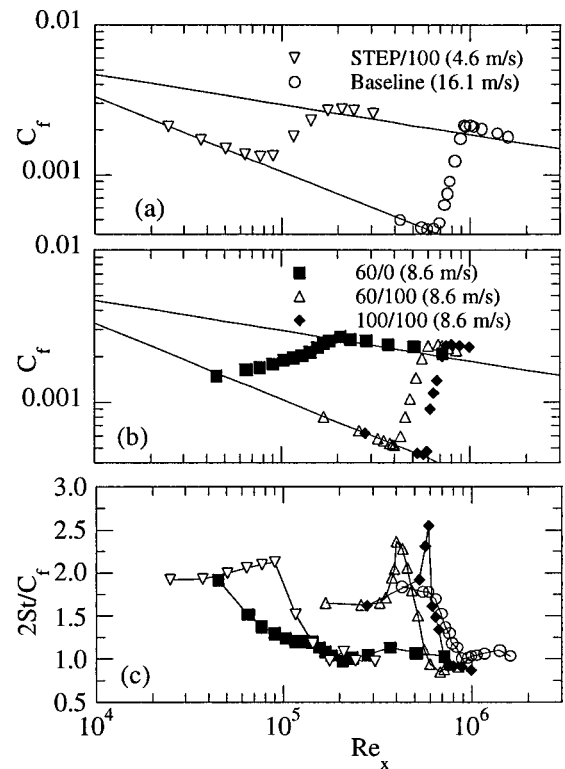 0.01
STEP/100 (4.6 m/s)
Baseline (16.1 m/s)
C_f
0.001
(a)
0.01
60/0 (8.6 m/s)
60/100 (8.6 m/s)
100/100 (8.6 m/s)
C_f
0.001
(b)
3.0
2.5
2.0
1.5
1.0
0.5
2St/C_f
(c)
10^4
10^5
10^6
Re_x